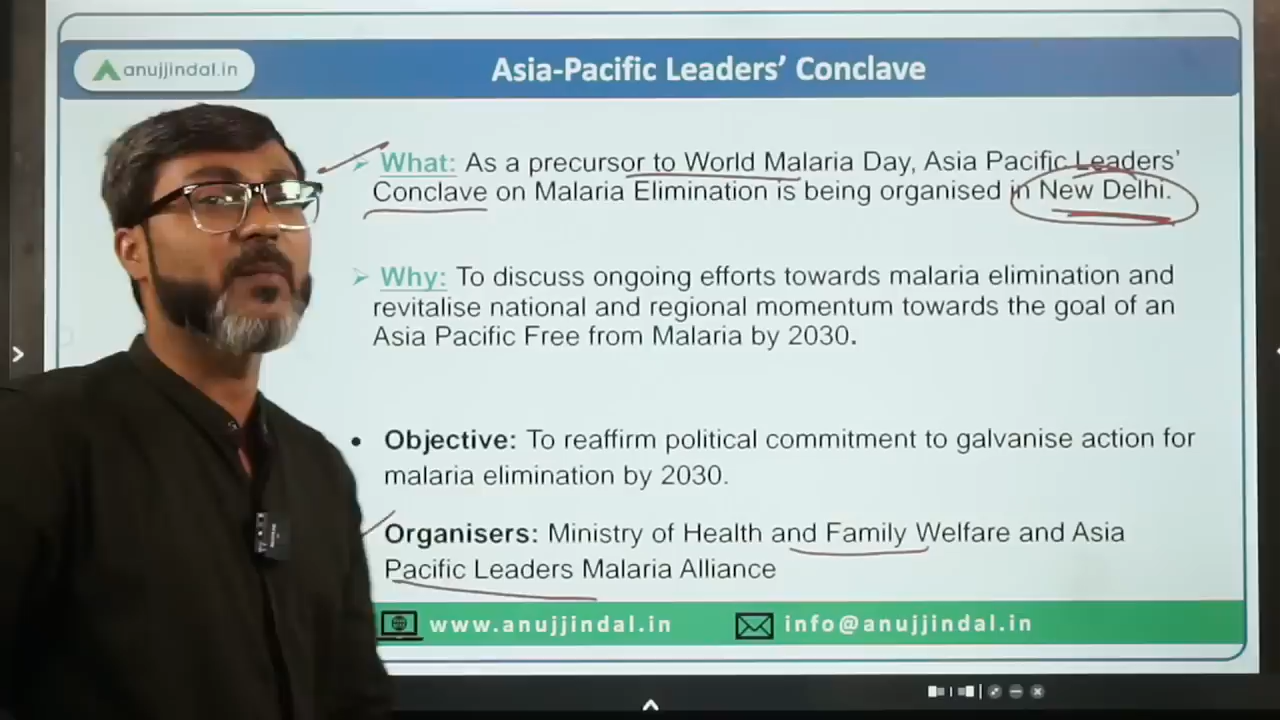 anujjindal.in
Asia-Pacific Leaders' Conclave
What: As a precursor to World Malaria Day, Asia Pacific Leaders'
Conclave on Malaria Elimination is being organised in New Delhi.
Why: To discuss ongoing efforts towards malaria elimination and
revitalise national and regional momentum towards the goal of an
Asia Pacific Free from Malaria by 2030.
Objective: To reaffirm political commitment to galvanise action for
malaria elimination by 2030.
Organisers: Ministry of Health and Family Welfare and Asia
Pacific Leaders Malaria Alliance
www.anujjindal.in
info@anujjindal.in